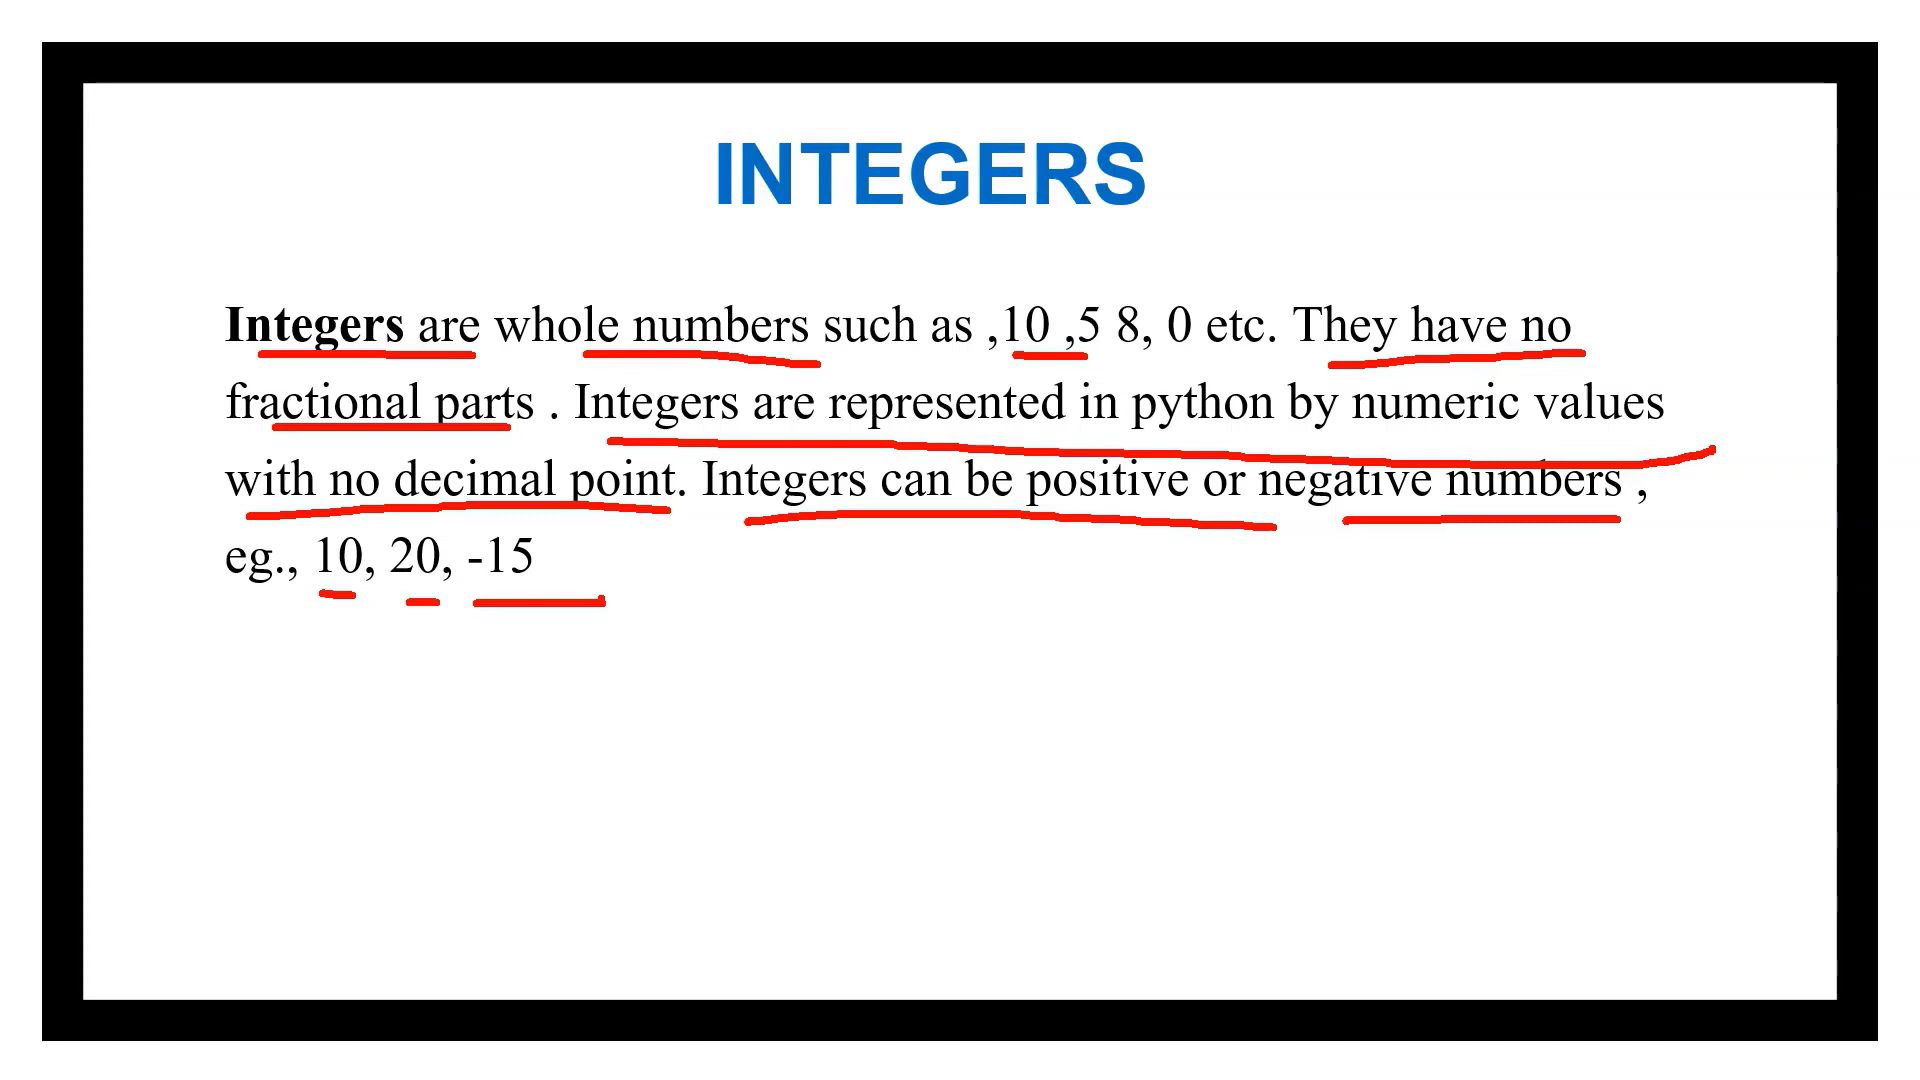 INTEGERS
Integers are whole numbers such as ,10 ,5 8, 0 etc. They have no
fractional parts . Integers are represented in python by numeric values
with no decimal point. Integers can be positive or negative numbers ,
eg., 10, 20, -15